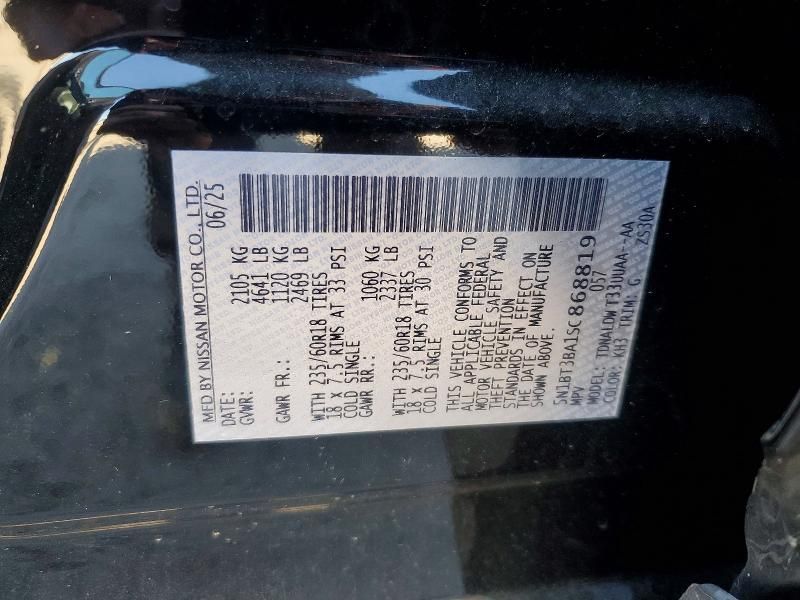 MFD BY NISSAN MOTOR CO., LTD.
DATE: 06/25
GVWR: 2105 KG
4641 LB
GAWR FR.: 1120 KG
2469 LB
WITH 235/60R18 TIRES
18 X 7.5 RIMS AT 33 PSI
COLD SINGLE
GAWR RR.: 1060 KG
2337 LB
WITH 235/60R18 TIRES
18 X 7.5 RIMS AT 30 PSI
COLD SINGLE
THIS VEHICLE CONFORMS TO
ALL APPLICABLE FEDERAL
MOTOR VEHICLE SAFETY AND
THEFT PREVENTION
STANDARDS IN EFFECT ON
THE DATE OF MANUFACTURE
SHOWN ABOVE.
5N1BT3BA1SC868819
MPV 057
MODEL: TDNALDWT33UUAA--AA
COLOR: KH3 TRIM: G ZS30A